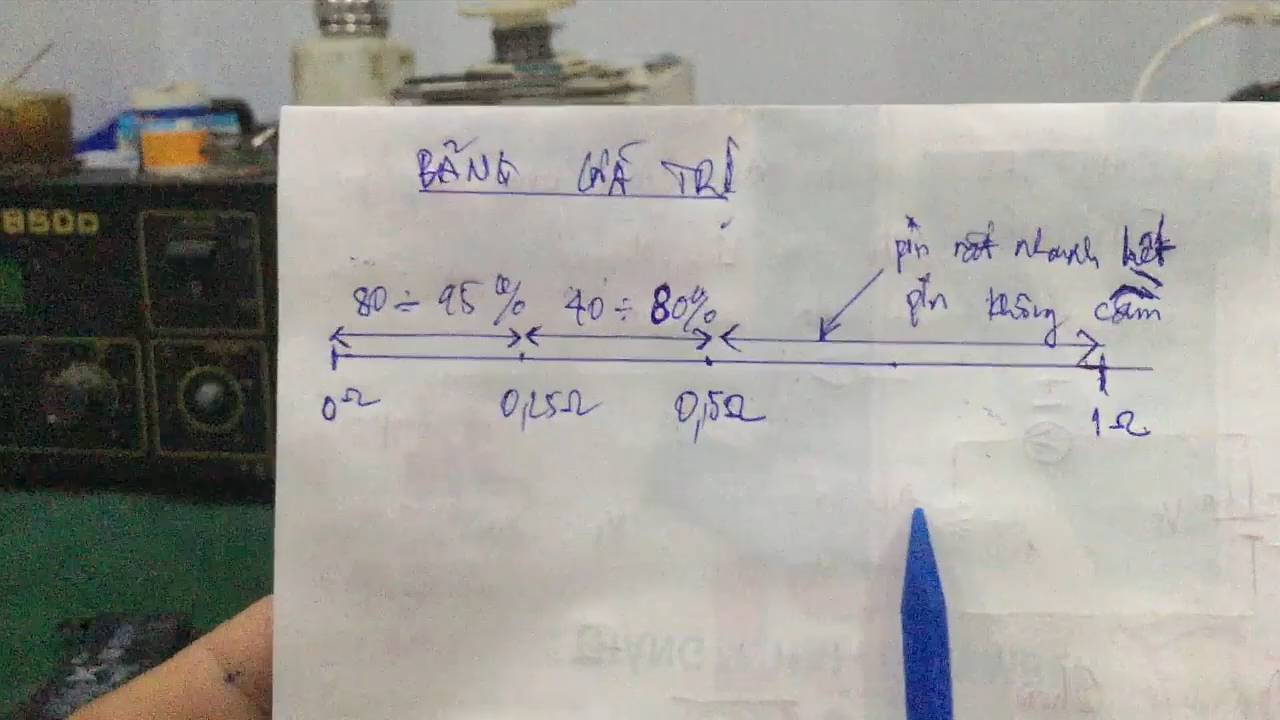 850D
BẢNG GIÁ TRỊ
pin rất nhanh hết
80 ÷ 95 % 40 ÷ 80% pin không cầm
0Ω 0,25Ω 0,5Ω 1Ω